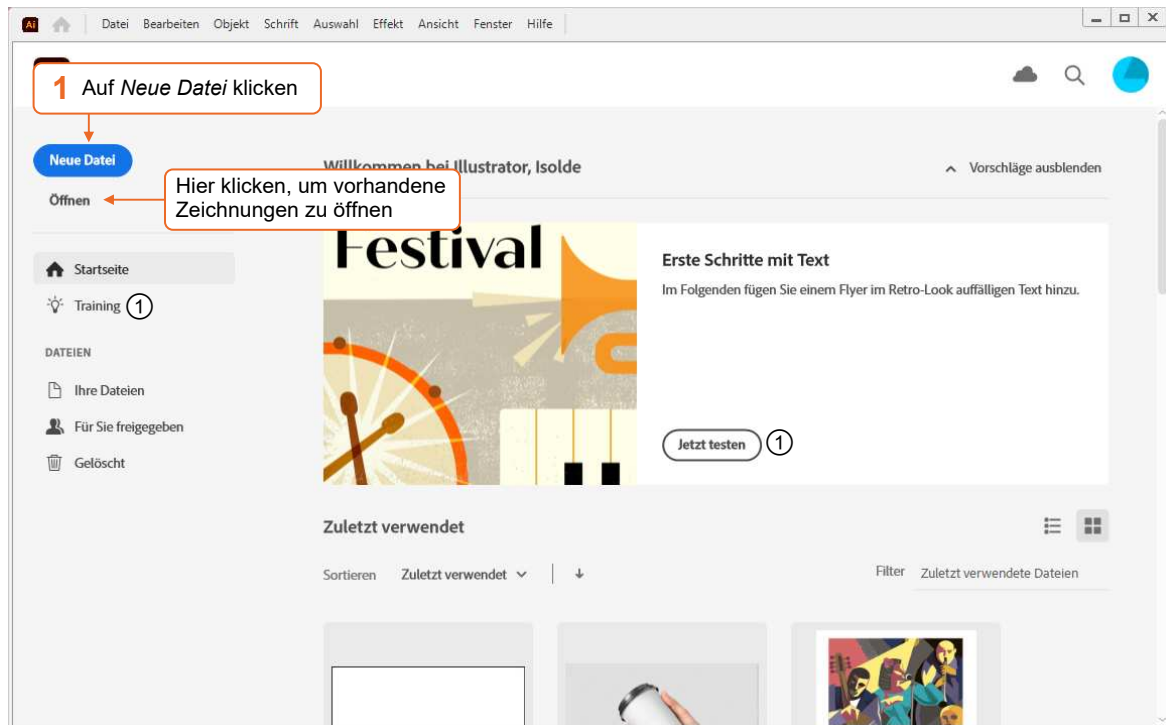 Ai Datei Bearbeiten Objekt Schrift Auswahl Effekt Ansicht Fenster Hilfe
1 Auf Neue Datei klicken
Neue Datei
Willkommen bei Illustrator, Isolde
Vorschläge ausblenden
Öffnen
Hier klicken, um vorhandene
Zeichnungen zu öffnen
Startseite
Training 1
DATEIEN
Ihre Dateien
Für Sie freigegeben
Gelöscht
Festival
Erste Schritte mit Text
Im Folgenden fügen Sie einem Flyer im Retro-Look auffälligen Text hinzu.
Jetzt testen 1
Zuletzt verwendet
Sortieren Zuletzt verwendet
Filter Zuletzt verwendete Dateien